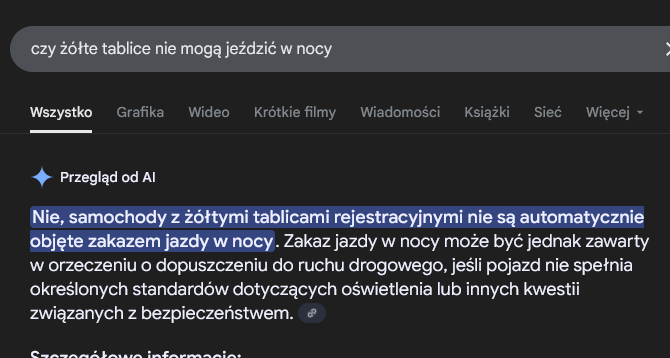 czy żółte tablice nie mogą jeździć w nocy
Wszystko Grafika Wideo Krótkie filmy Wiadomości Książki Sieć Więcej
Przegląd od AI
Nie, samochody z żółtymi tablicami rejestracyjnymi nie są automatycznie
objęte zakazem jazdy w nocy. Zakaz jazdy w nocy może być jednak zawarty
w orzeczeniu o dopuszczeniu do ruchu drogowego, jeśli pojazd nie spełnia
określonych standardów dotyczących oświetlenia lub innych kwestii
związanych z bezpieczeństwem.
Szczegółowe informacje: